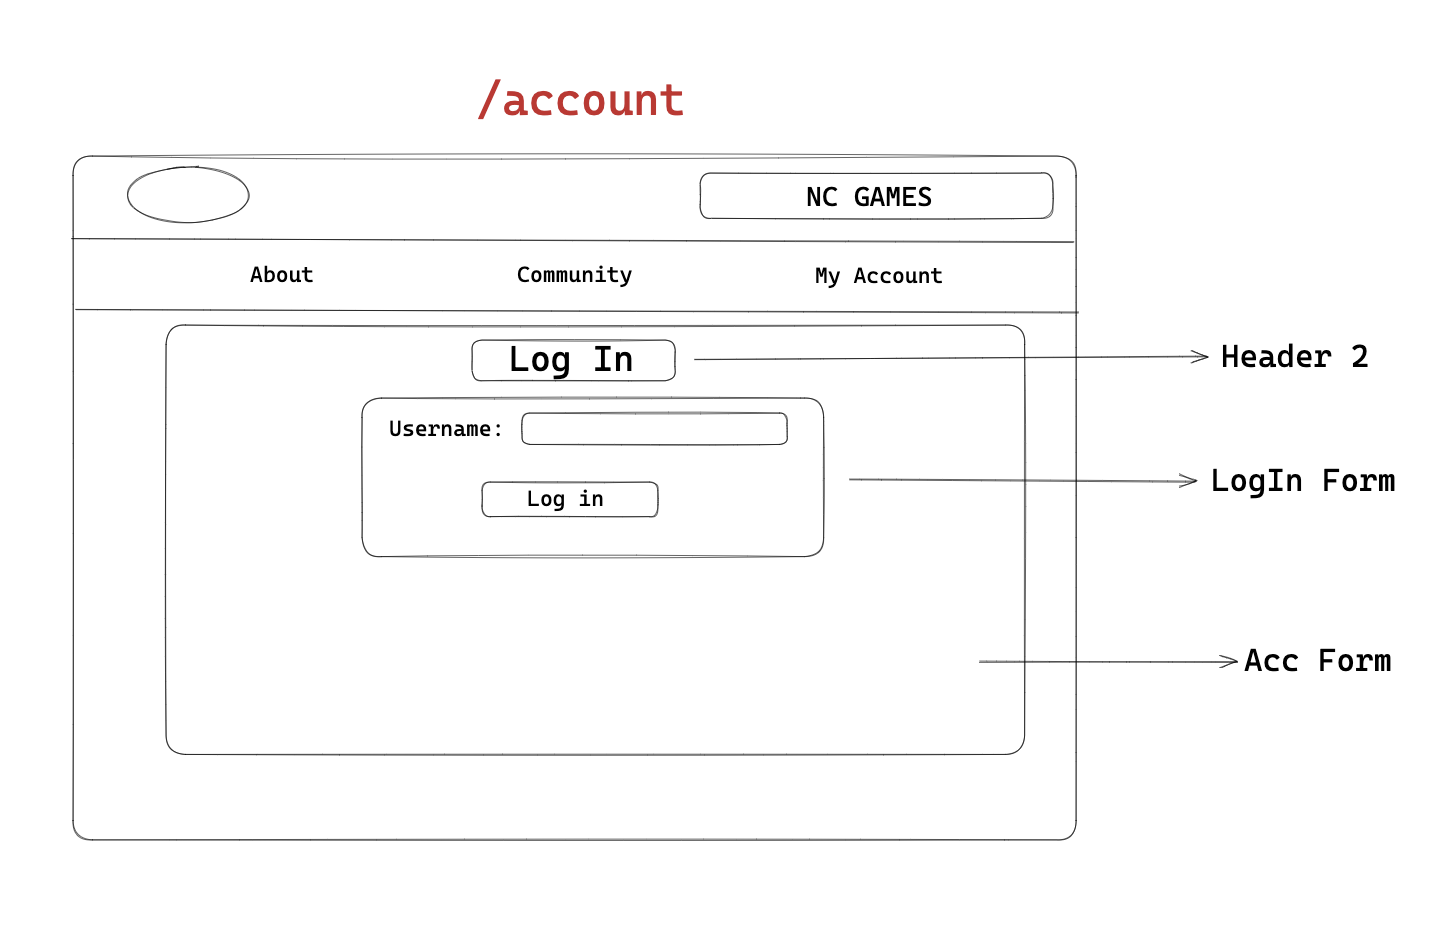 /account
NC GAMES
About Community My Account
Log In
Header 2
Username:
LogIn Form
Log in
Acc Form